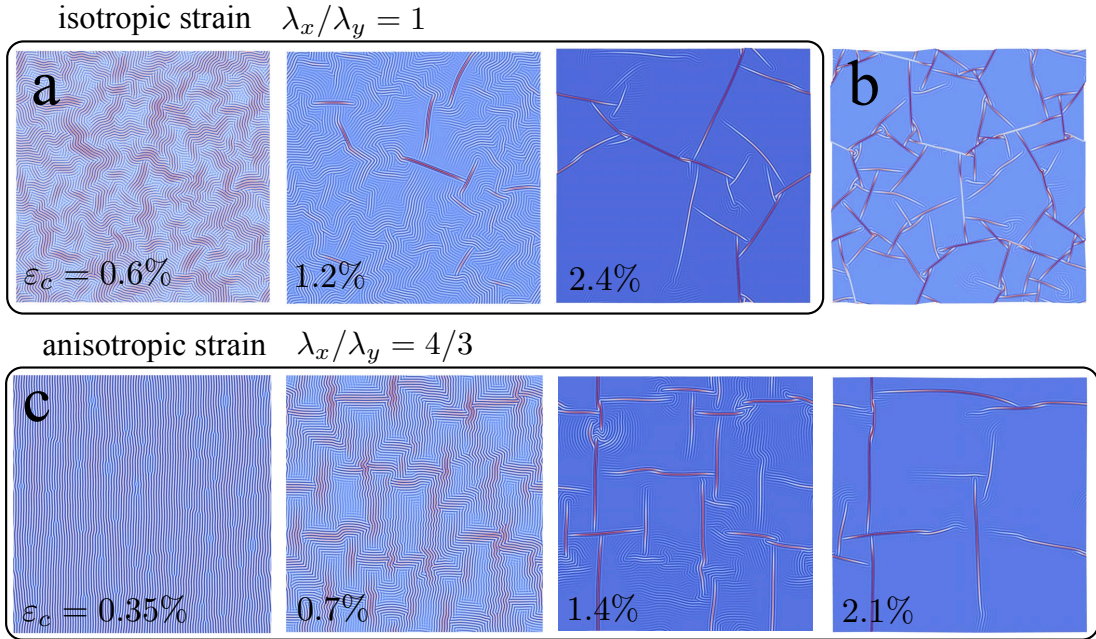 isotropic strain λx/λy = 1
a
b
εc = 0.6%
1.2%
2.4%
anisotropic strain λx/λy = 4/3
c
εc = 0.35%
0.7%
1.4%
2.1%